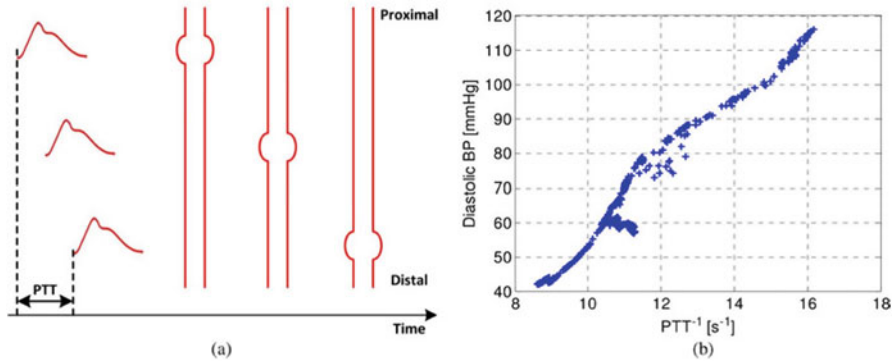 Proximal
Distal
PTT
Time
(a)
Diastolic BP [mmHg]
120
110
100
90
80
70
60
50
40
8
10
12
14
16
18
PTT⁻¹ [s⁻¹]
(b)